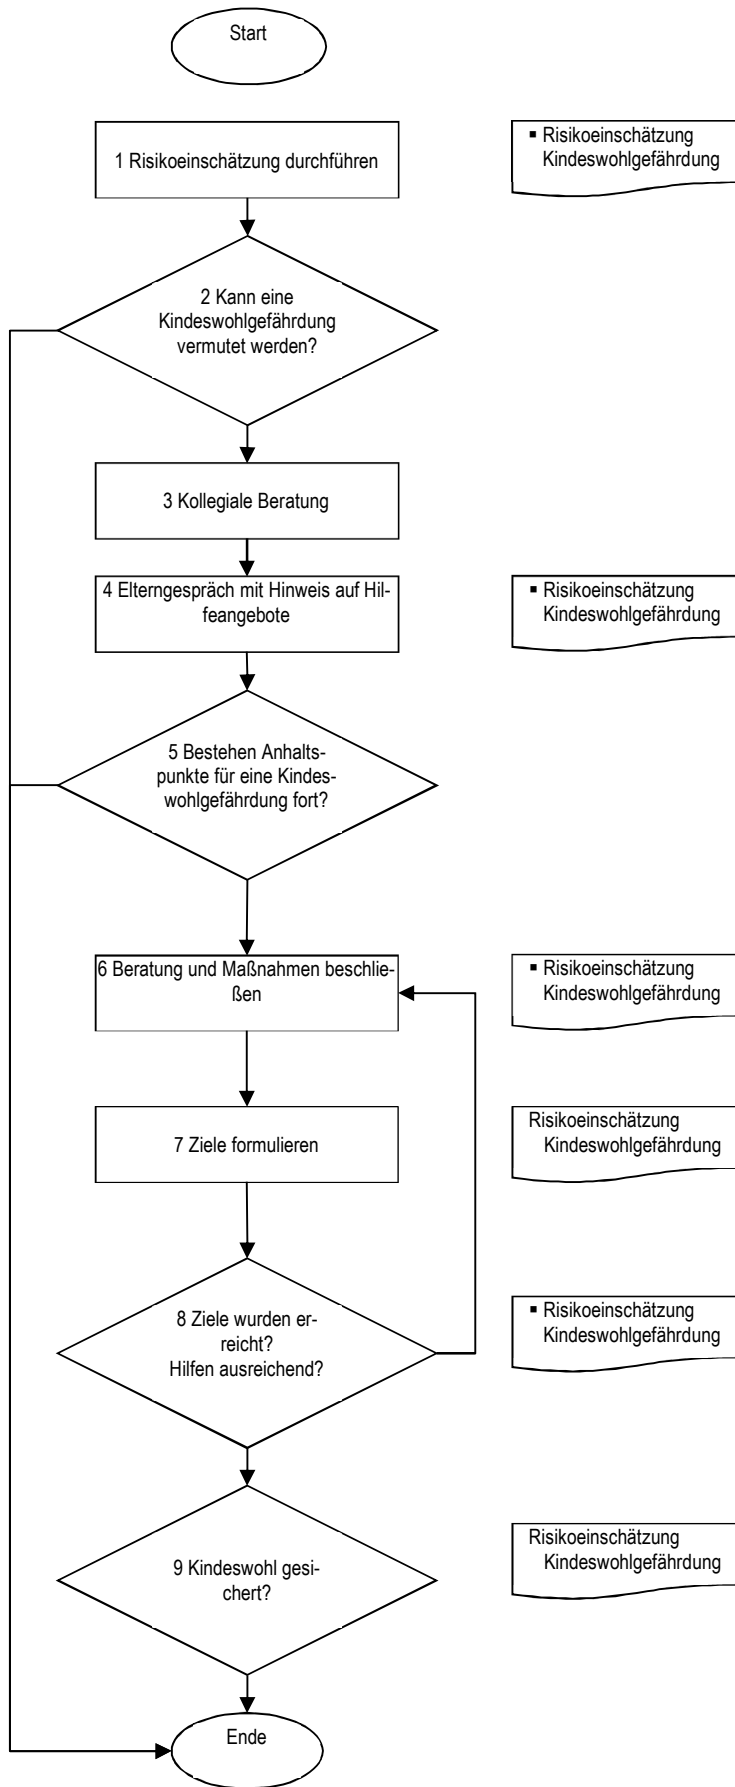 Start
1 Risikoeinschätzung durchführen
▪ Risikoeinschätzung
Kindeswohlgefährdung
2 Kann eine
Kindeswohlgefährdung
vermutet werden?
3 Kollegiale Beratung
4 Elterngespräch mit Hinweis auf Hil-
feangebote
▪ Risikoeinschätzung
Kindeswohlgefährdung
5 Bestehen Anhalts-
punkte für eine Kindes-
wohlgefährdung fort?
6 Beratung und Maßnahmen beschlie-
ßen
▪ Risikoeinschätzung
Kindeswohlgefährdung
7 Ziele formulieren
Risikoeinschätzung
Kindeswohlgefährdung
8 Ziele wurden er-
reicht?
Hilfen ausreichend?
▪ Risikoeinschätzung
Kindeswohlgefährdung
9 Kindeswohl gesi-
chert?
Risikoeinschätzung
Kindeswohlgefährdung
Ende